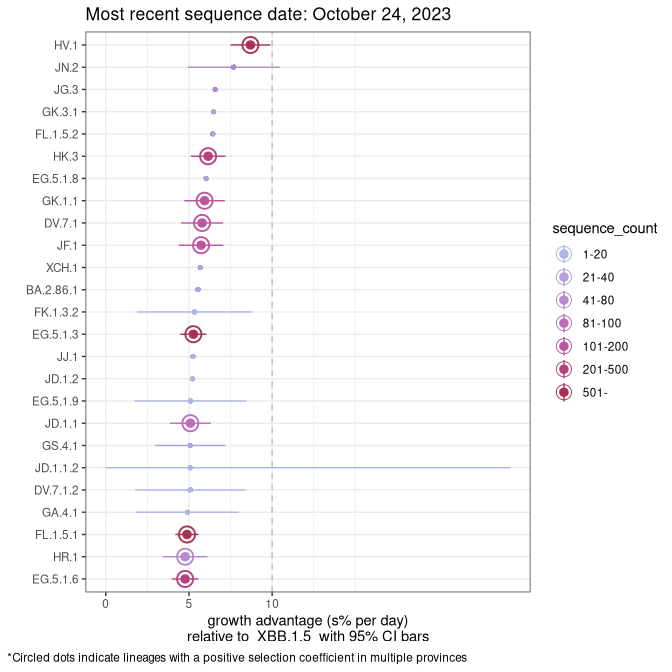 Most recent sequence date: October 24, 2023
HV.1
JN.2
JG.3
GK.3.1
FL.1.5.2
HK.3
EG.5.1.8
GK.1.1
DV.7.1
JF.1
XCH.1
BA.2.86.1
FK.1.3.2
EG.5.1.3
JJ.1
JD.1.2
EG.5.1.9
JD.1.1
GS.4.1
JD.1.1.2
DV.7.1.2
GA.4.1
FL.1.5.1
HR.1
EG.5.1.6
0 5 10
growth advantage (s% per day)
relative to XBB.1.5 with 95% CI bars
sequence_count
1-20
21-40
41-80
81-100
101-200
201-500
501-
*Circled dots indicate lineages with a positive selection coefficient in multiple provinces